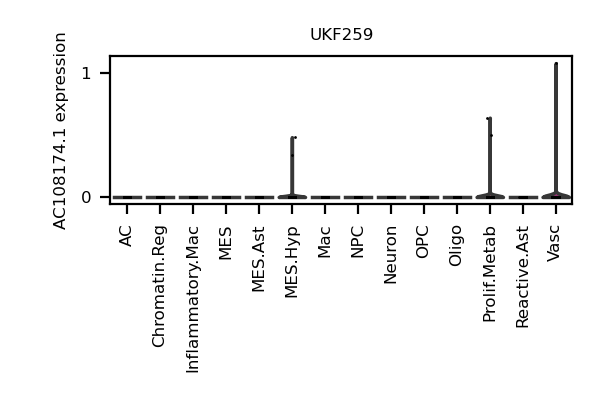 UKF259
AC108174.1 expression
1
0
AC
Chromatin.Reg
Inflammatory.Mac
MES
MES.Ast
MES.Hyp
Mac
NPC
Neuron
OPC
Oligo
Prolif.Metab
Reactive.Ast
Vasc